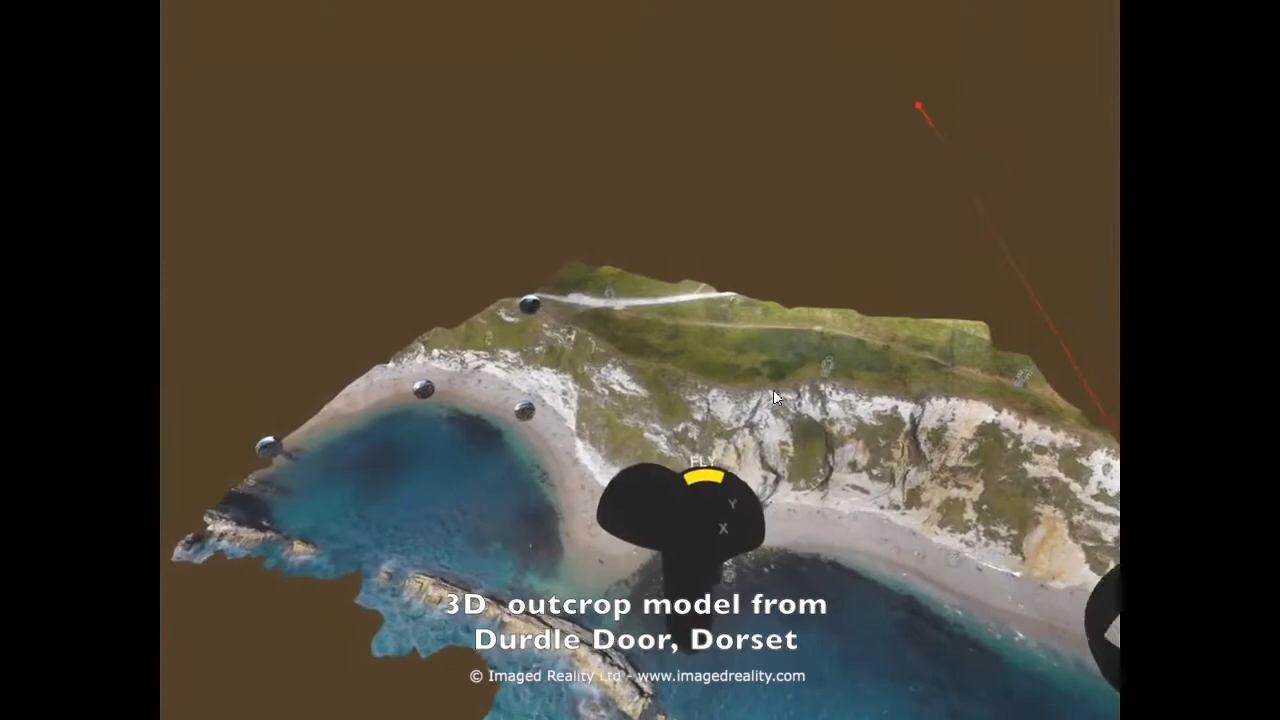 FLY
Y
X
3D outcrop model from
Durdle Door, Dorset
© Imaged Reality Ltd - www.imagedreality.com